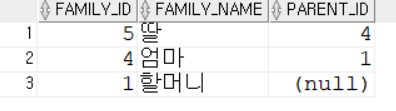 FAMILY_ID FAMILY_NAME PARENT_ID
1 5 딸 4
2 4 엄마 1
3 1 할머니 (null)